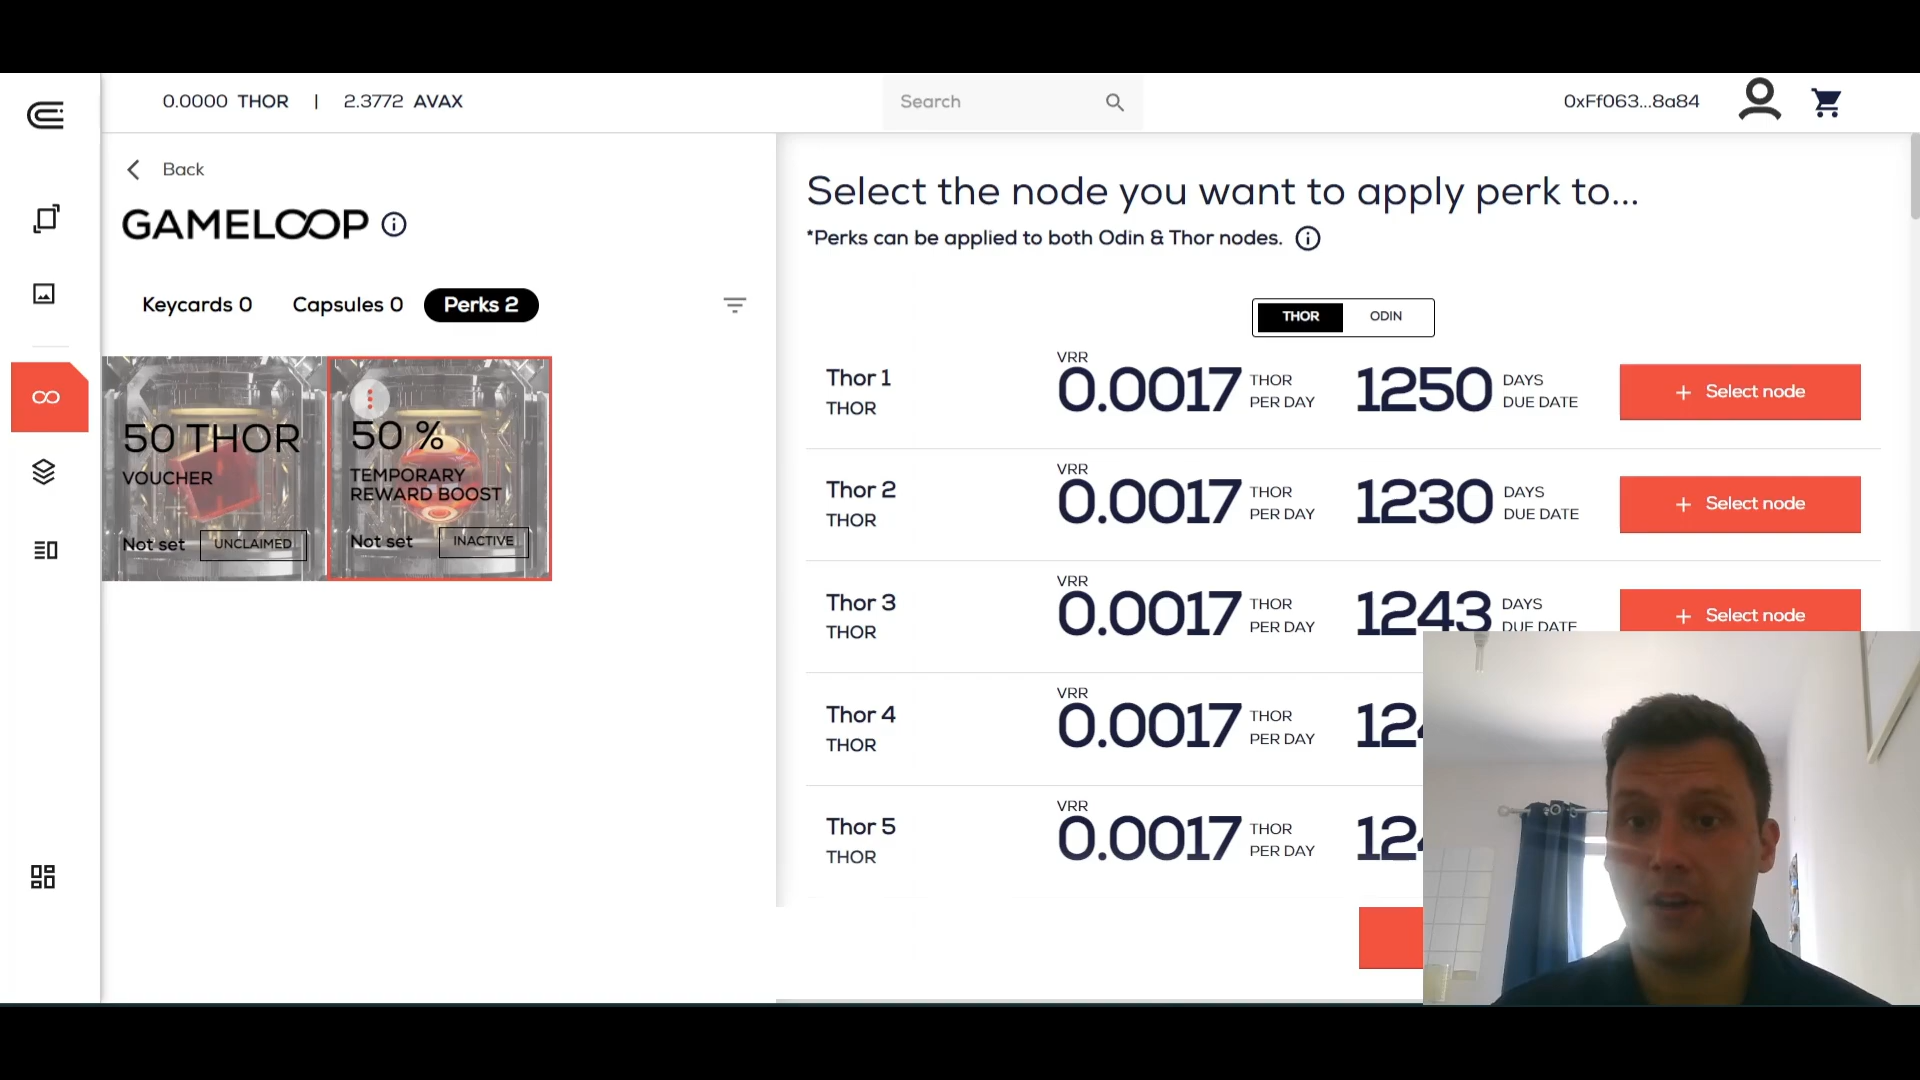 0.0000 THOR | 2.3772 AVAX
Search
0xFf063...8a84
Back
GAMELOOP
Keycards 0 Capsules 0 Perks 2
50 THOR
VOUCHER
Not set UNCLAIMED
50 %
TEMPORARY
REWARD BOOST
Not set INACTIVE
Select the node you want to apply perk to...
*Perks can be applied to both Odin & Thor nodes.
THOR ODIN
Thor 1
THOR
VRR
0.0017 THOR PER DAY
1250 DAYS DUE DATE
+ Select node
Thor 2
THOR
VRR
0.0017 THOR PER DAY
1230 DAYS DUE DATE
+ Select node
Thor 3
THOR
VRR
0.0017 THOR PER DAY
1243 DAYS DUE DATE
+ Select node
Thor 4
THOR
VRR
0.0017 THOR PER DAY
Thor 5
THOR
VRR
0.0017 THOR PER DAY